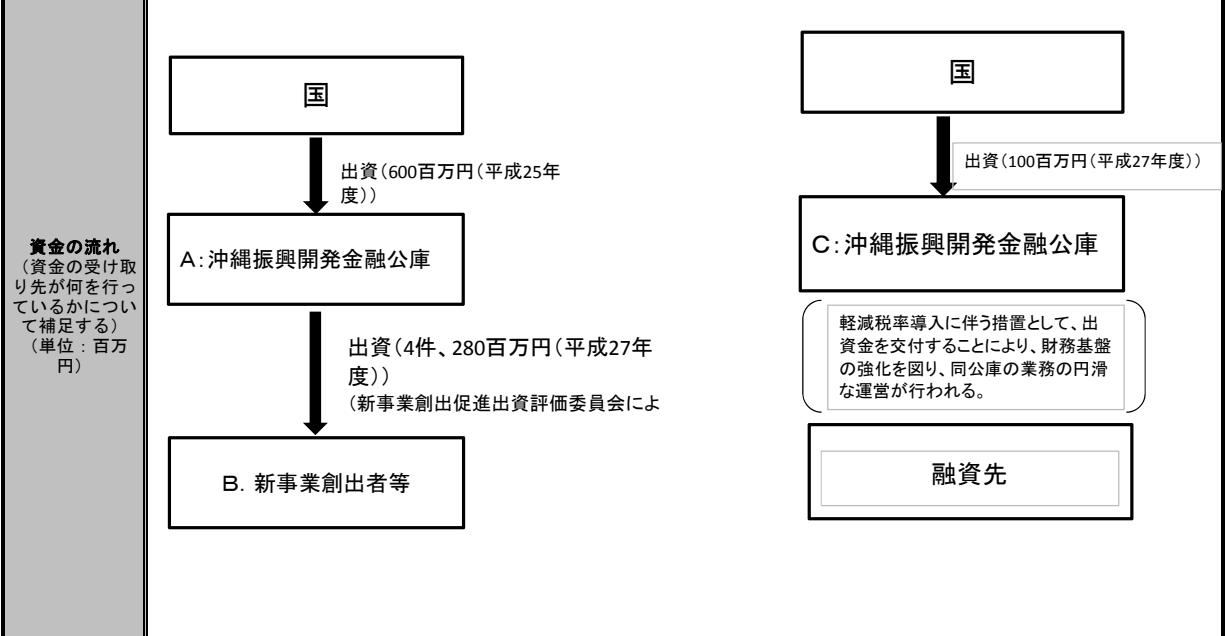 資金の流れ
（資金の受け取
り先が何を行っ
ているかについ
て補足する）
（単位：百万
円）
国
出資（600百万円（平成25年
度））
A：沖縄振興開発金融公庫
出資（4件、280百万円（平成27年
度））
（新事業創出促進出資評価委員会によ
B．新事業創出者等
国
出資（100百万円（平成27年度））
C：沖縄振興開発金融公庫
軽減税率導入に伴う措置として、出
資金を交付することにより、財務基盤
の強化を図り、同公庫の業務の円滑
な運営が行われる。
融資先